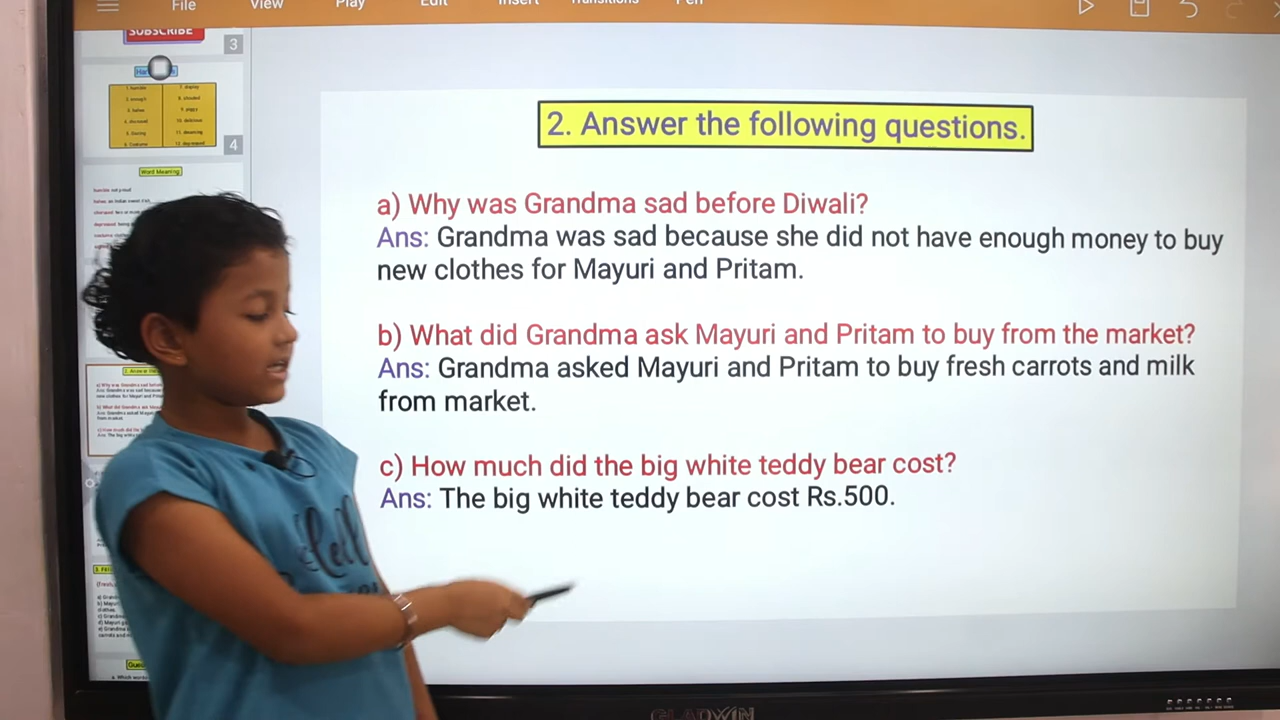 File View Play Edit Insert Transitions Pen
SUBSCRIBE
3
4
Word Meaning
2. Answer the following questions.
a) Why was Grandma sad before Diwali?
Ans: Grandma was sad because she did not have enough money to buy
new clothes for Mayuri and Pritam.
b) What did Grandma ask Mayuri and Pritam to buy from the market?
Ans: Grandma asked Mayuri and Pritam to buy fresh carrots and milk
from market.
c) How much did the big white teddy bear cost?
Ans: The big white teddy bear cost Rs.500.
GLADWIN